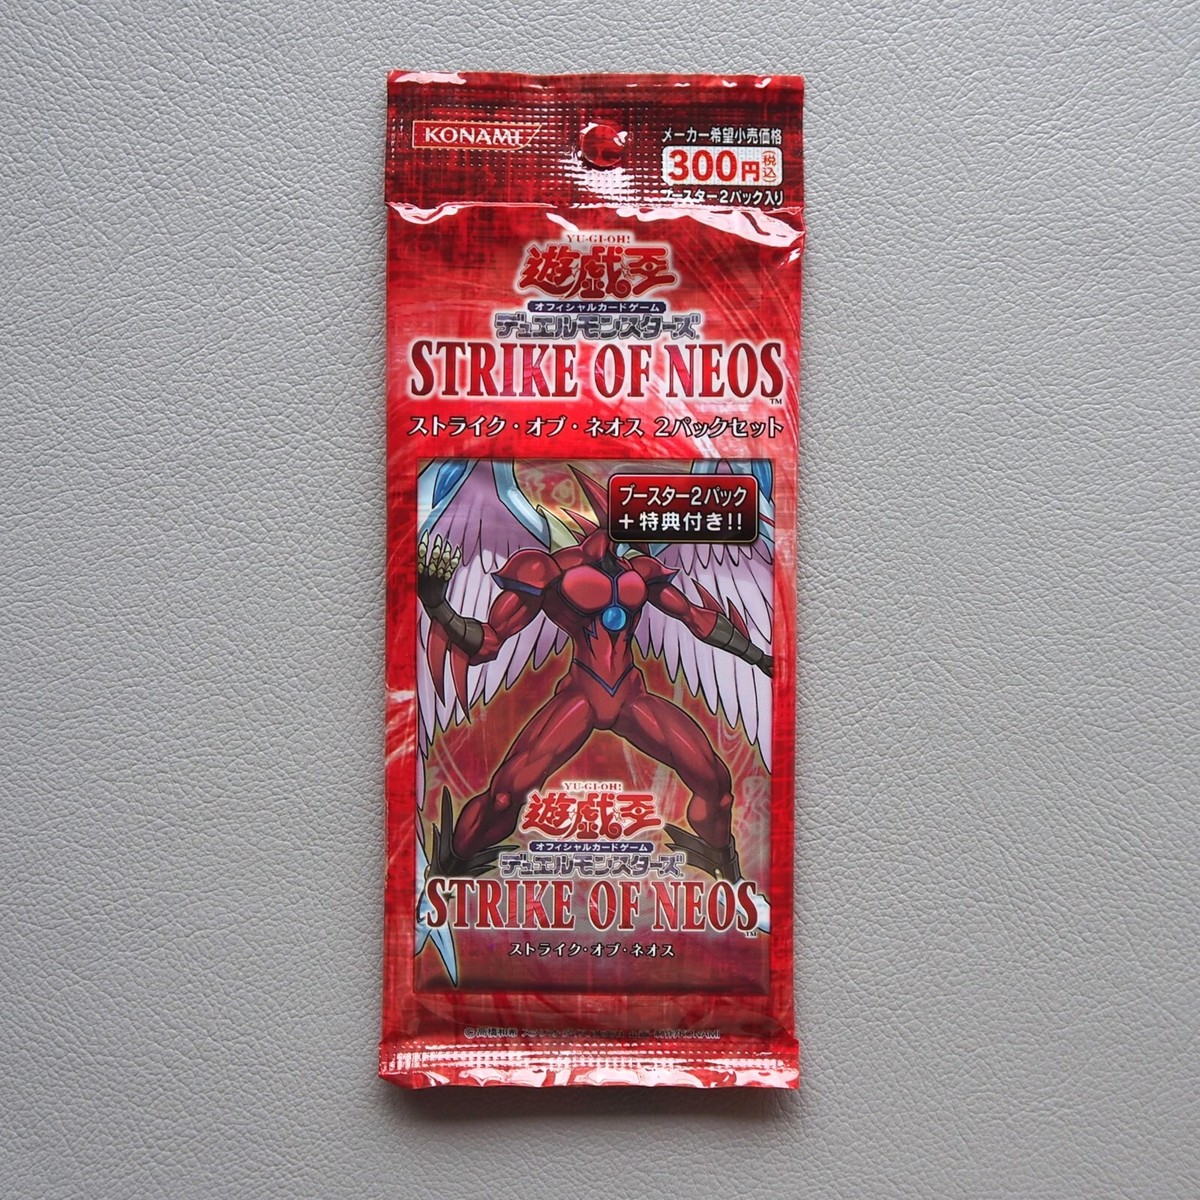 KONAMI
メーカー希望小売価格
300円(税込)
ブースター2パック入り
YU-GI-OH!
遊戯王
オフィシャルカードゲーム
デュエルモンスターズ
STRIKE OF NEOS™
ストライク・オブ・ネオス 2パックセット
ブースター2パック
+特典付き!!
YU-GI-OH!
遊戯王
オフィシャルカードゲーム
デュエルモンスターズ
STRIKE OF NEOS™
ストライク・オブ・ネオス
©高橋和希